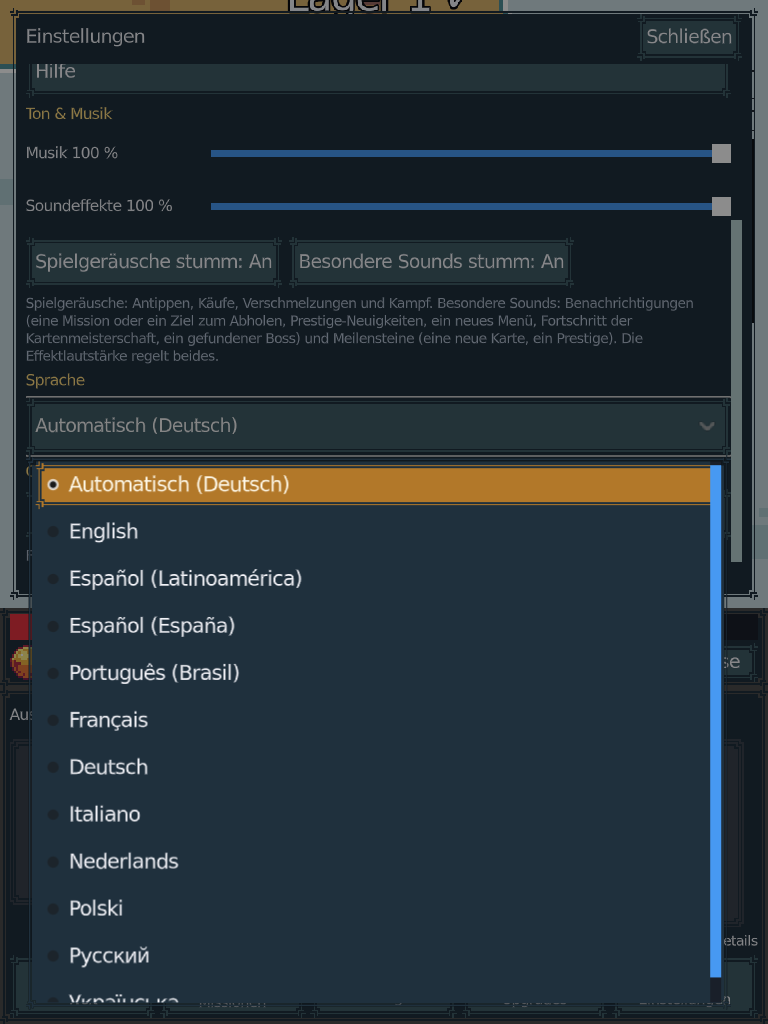 Lager 1
Einstellungen
Schließen
Hilfe
Ton & Musik
Musik 100 %
Soundeffekte 100 %
Spielgeräusche stumm: An
Besondere Sounds stumm: An
Spielgeräusche: Antippen, Käufe, Verschmelzungen und Kampf. Besondere Sounds: Benachrichtigungen
(eine Mission oder ein Ziel zum Abholen, Prestige-Neuigkeiten, ein neues Menü, Fortschritt der
Kartenmeisterschaft, ein gefundener Boss) und Meilensteine (eine neue Karte, ein Prestige). Die
Effektlautstärke regelt beides.
Sprache
Automatisch (Deutsch)
Automatisch (Deutsch)
English
Español (Latinoamérica)
Español (España)
Português (Brasil)
Français
Deutsch
Italiano
Nederlands
Polski
Русский
Українська